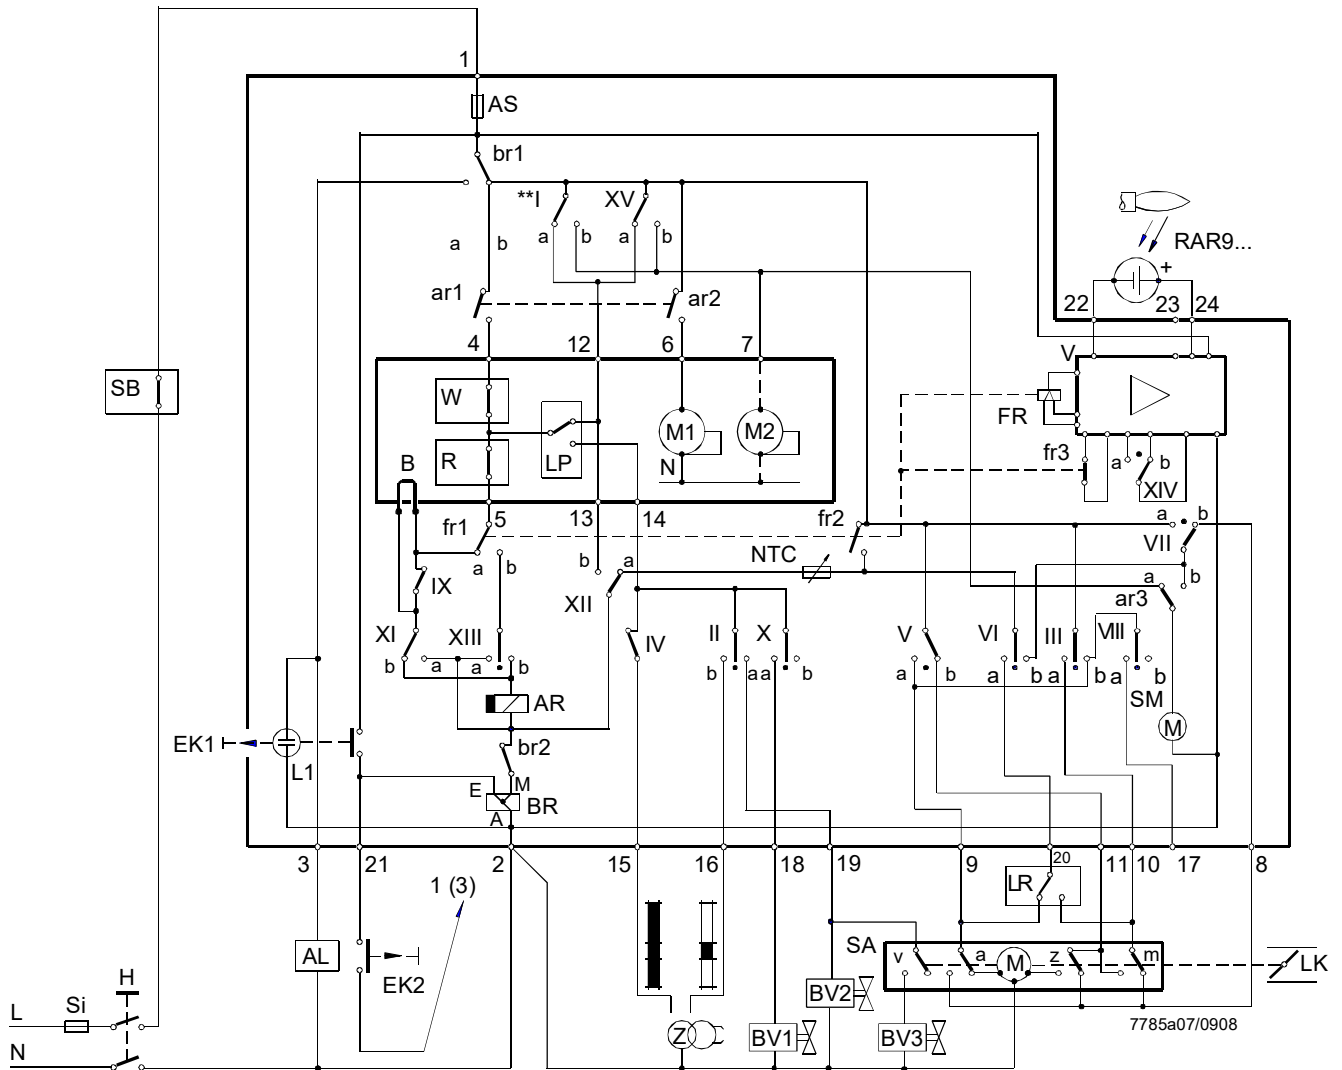 1
AS
br1
**I
XV
a
b
a
b
a
b
RAR9...
+
ar1
ar2
22
23
24
4
12
6
7
V
SB
W
FR
M1
M2
R
LP
N
B
fr3
a
b
XIV
fr1
5
13
14
fr2
a
b
VII
NTC
a
b
b
a
IX
XII
a
b
ar3
XI
XIII
IV
II
X
V
VI
III
VIII
b
a
a
b
b
a
a
b
a
b
a
b
a
b
a
b
AR
SM
M
EK1
L1
br2
E
M
BR
A
3
21
2
15
16
18
19
9
20
11
10
17
8
1 (3)
LR
AL
EK2
SA
v
a
M
z
m
LK
H
L
Si
BV2
N
Z
BV1
BV3
7785a07/0908